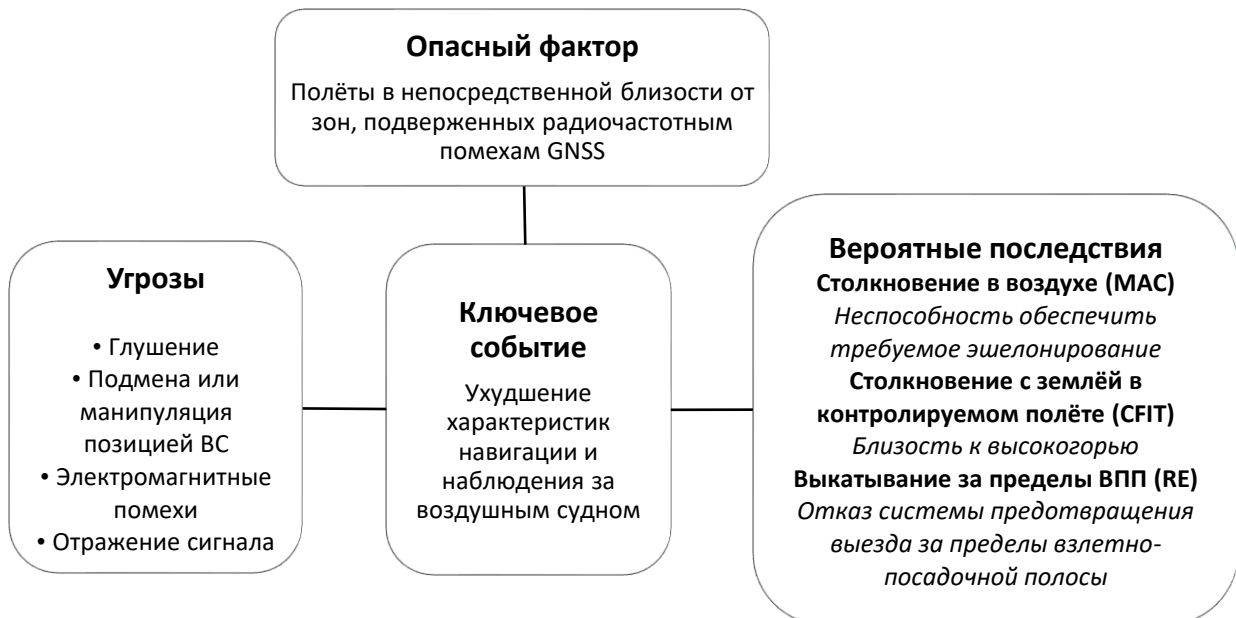 Опасный фактор
Полёты в непосредственной близости от
зон, подверженных радиочастотным
помехам GNSS
Угрозы
• Глушение
• Подмена или
манипуляция
позицией ВС
• Электромагнитные
помехи
• Отражение сигнала
Ключевое
событие
Ухудшение
характеристик
навигации и
наблюдения за
воздушным судном
Вероятные последствия
Столкновение в воздухе (MAC)
Неспособность обеспечить
требуемое эшелонирование
Столкновение с землёй в
контролируемом полёте (CFIT)
Близость к высокогорью
Выкатывание за пределы ВПП (RE)
Отказ системы предотвращения
выезда за пределы взлетно-
посадочной полосы